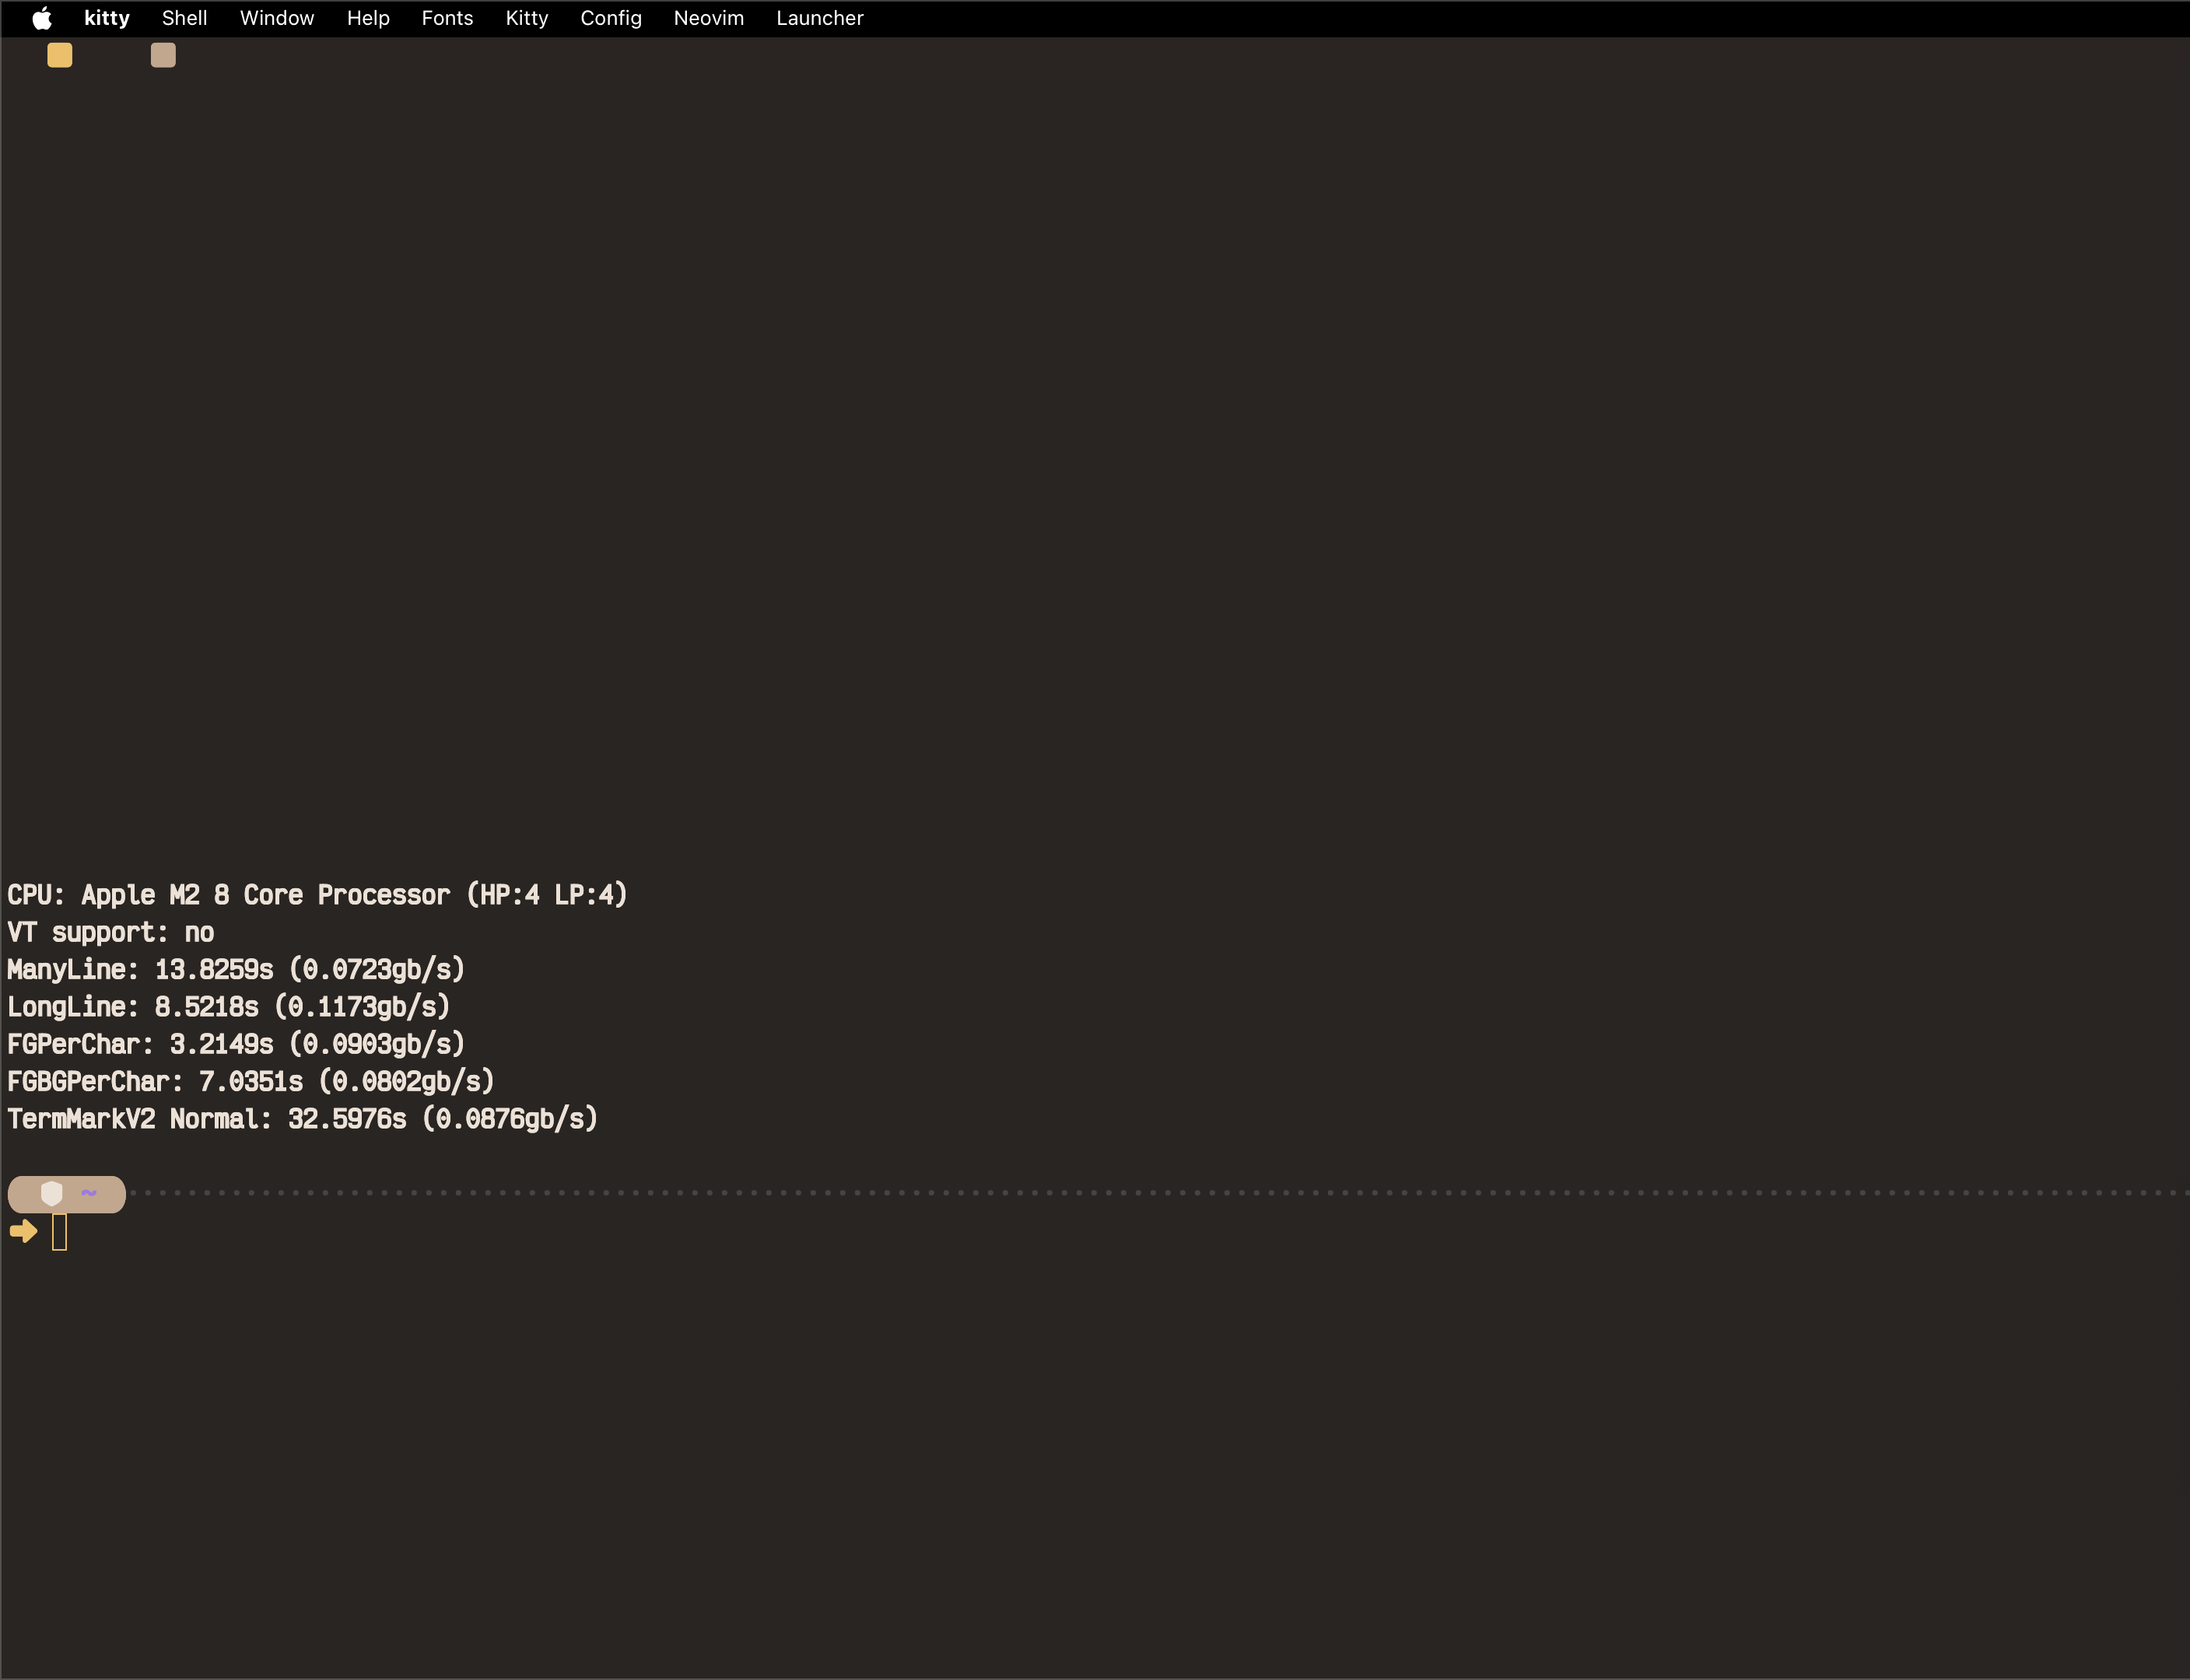 kitty Shell Window Help Fonts Kitty Config Neovim Launcher
CPU: Apple M2 8 Core Processor (HP:4 LP:4)
VT support: no
ManyLine: 13.8259s (0.0723gb/s)
LongLine: 8.5218s (0.1173gb/s)
FGPerChar: 3.2149s (0.0903gb/s)
FGBGPerChar: 7.0351s (0.0802gb/s)
TermMarkV2 Normal: 32.5976s (0.0876gb/s)
~